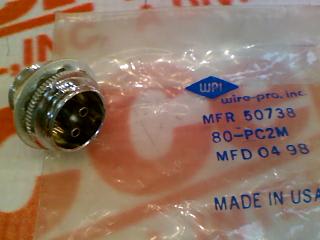 WPI
wire-pro, inc.
MFR 50738
80-PC2M
MFD 04 98
MADE IN USA